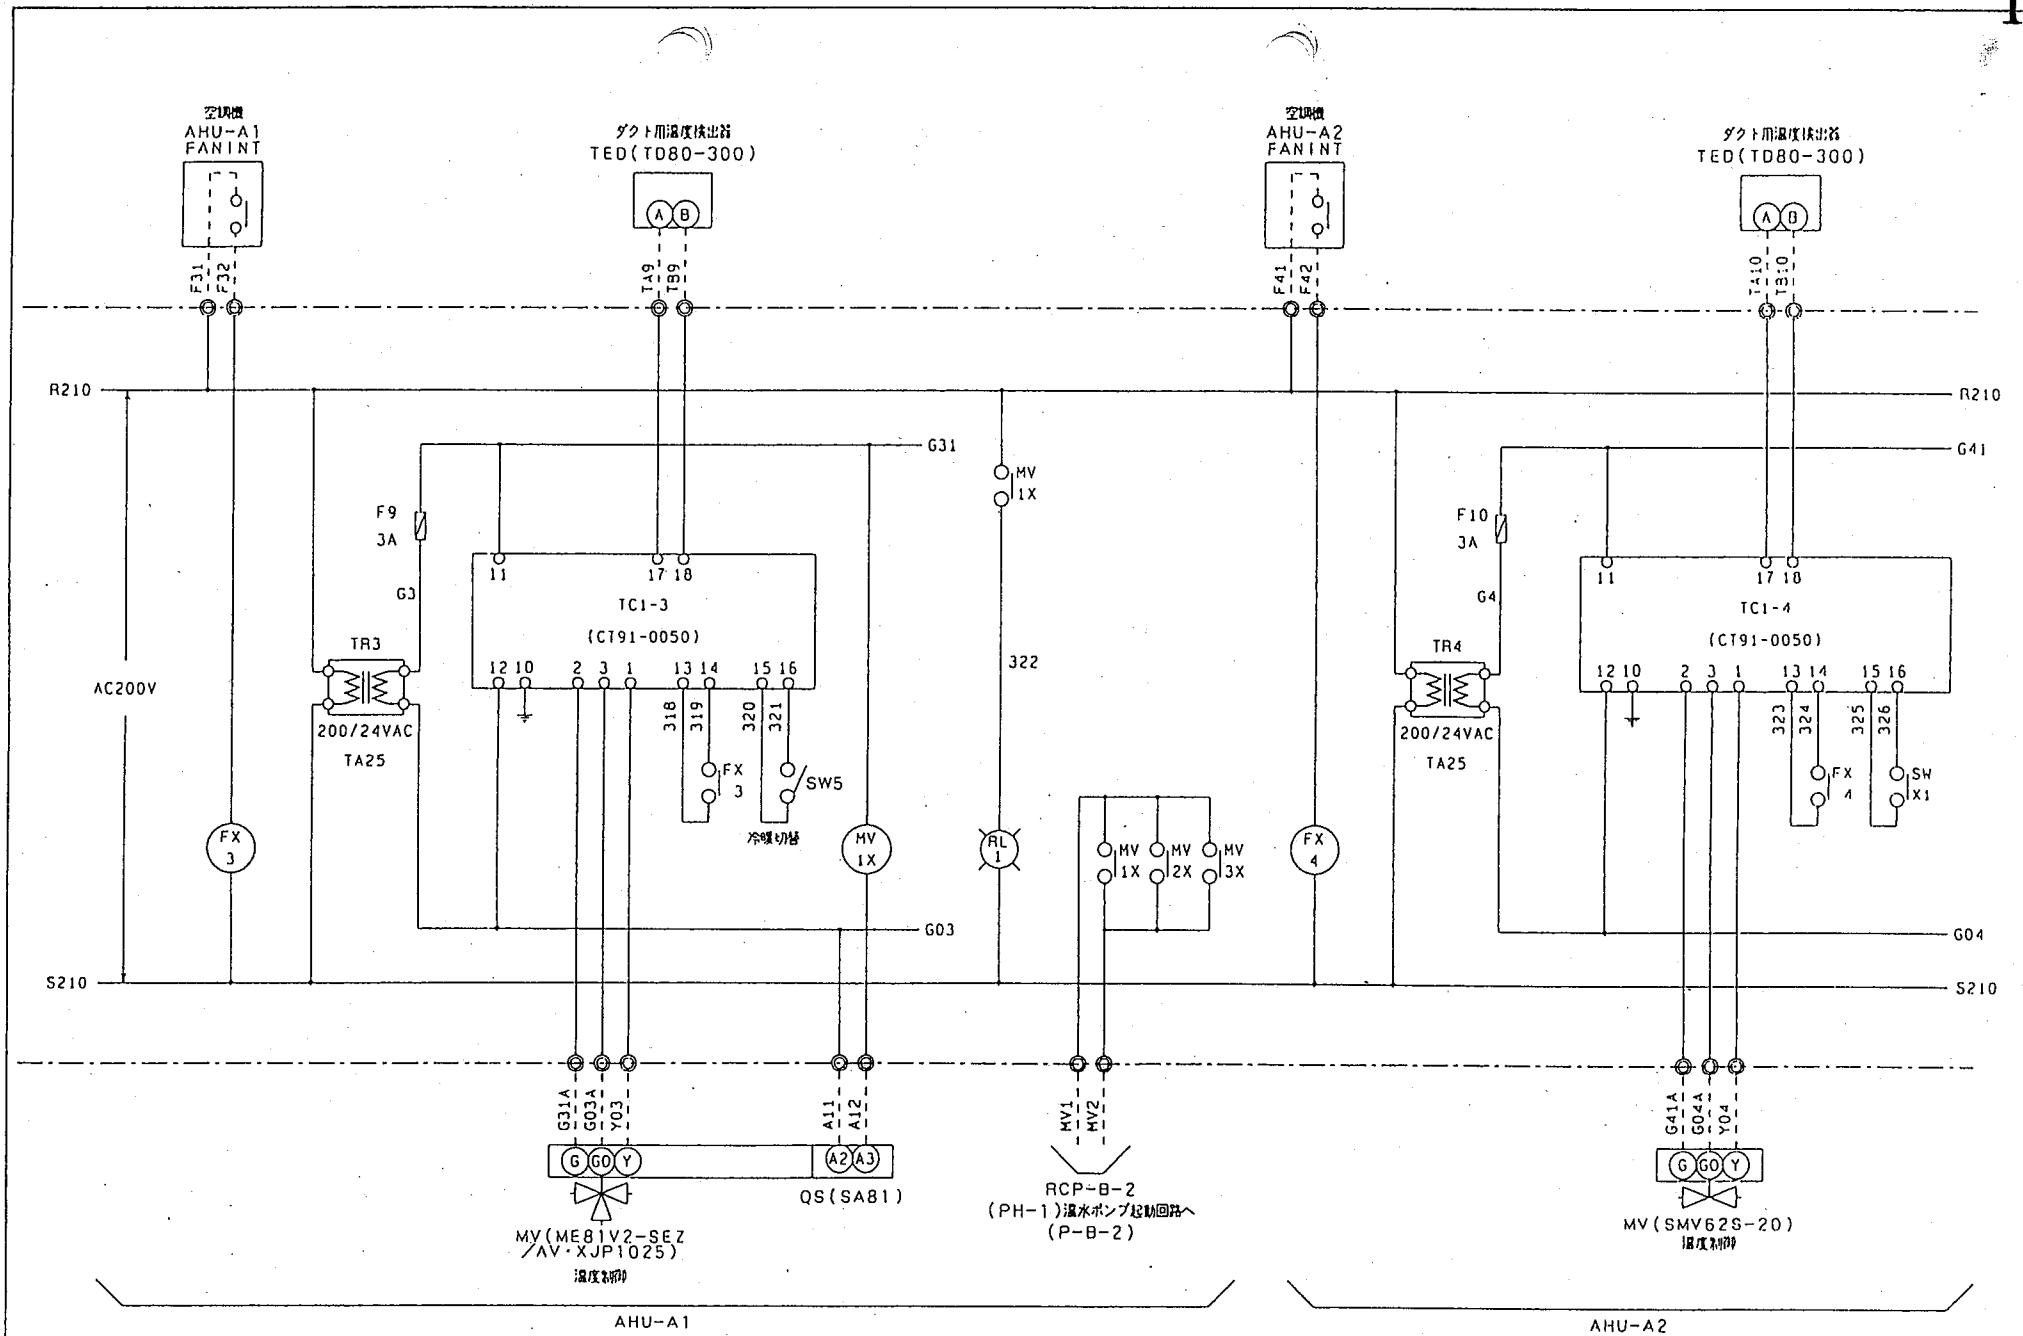 空調機
AHU-A1
FANINT
ダクト用温度検出器
TED(TD80-300)
空調機
AHU-A2
FANINT
ダクト用温度検出器
TED(TD80-300)
A B
A B
F31
F32
TA9
TB9
F41
F42
TA10
TB10
R210
R210
G31
G41
MV
1X
F9
3A
F10
3A
11
17 18
11
17 18
G3
TC1-3
(CT91-0050)
G4
TC1-4
(CT91-0050)
TR3
12 10 2 3 1 13 14 15 16
322
TR4
12 10 2 3 1 13 14 15 16
AC200V
200/24VAC
TA25
318
319
320
321
200/24VAC
TA25
323
324
325
326
FX
3
SW5
冷暖切替
FX
4
SW
X1
FX
3
MV
1X
RL
1
MV
1X
MV
2X
MV
3X
FX
4
G03
G04
S210
S210
G31A
G03A
Y03
A11
A12
MV1
MV2
G41A
G04A
Y04
G G0 Y
A2 A3
G G0 Y
QS(SA81)
MV(ME81V2-SEZ
/AV・XJP1025)
温度制御
RCP-B-2
(PH-1)温水ポンプ起動回路へ
(P-B-2)
MV(SMV62S-20)
温度制御
AHU-A1
AHU-A2